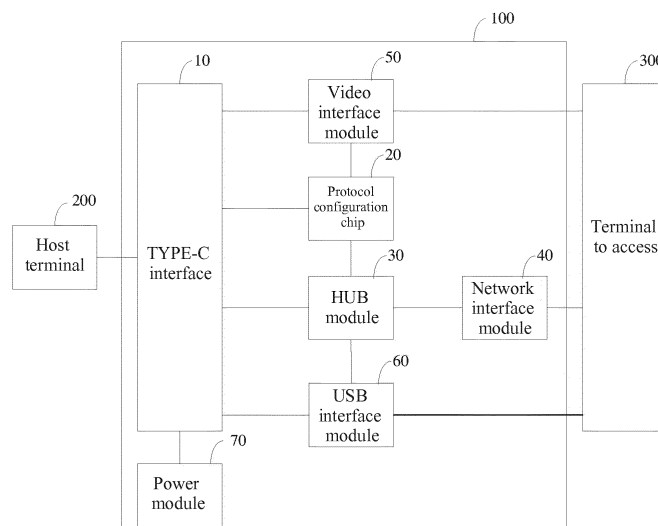 100
10
50
300
Video
interface
module
20
200
Protocol
configuration
chip
Host
terminal
TYPE-C
interface
30
40
Terminal
to access
HUB
module
Network
interface
module
60
USB
interface
module
70
Power
module